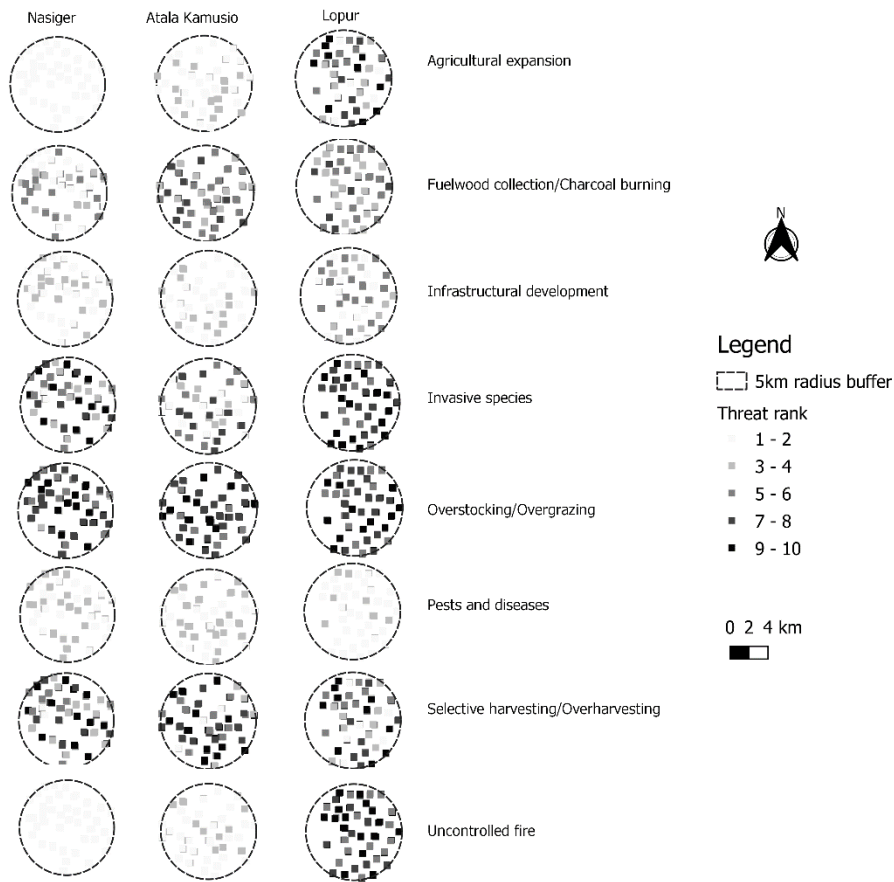 Nasiger Atala Kamusio Lopur
Agricultural expansion
Fuelwood collection/Charcoal burning
N
Infrastructural development
Legend
5km radius buffer
Invasive species
Threat rank
1 - 2
3 - 4
5 - 6
7 - 8
9 - 10
Overstocking/Overgrazing
Pests and diseases
0 2 4 km
Selective harvesting/Overharvesting
Uncontrolled fire